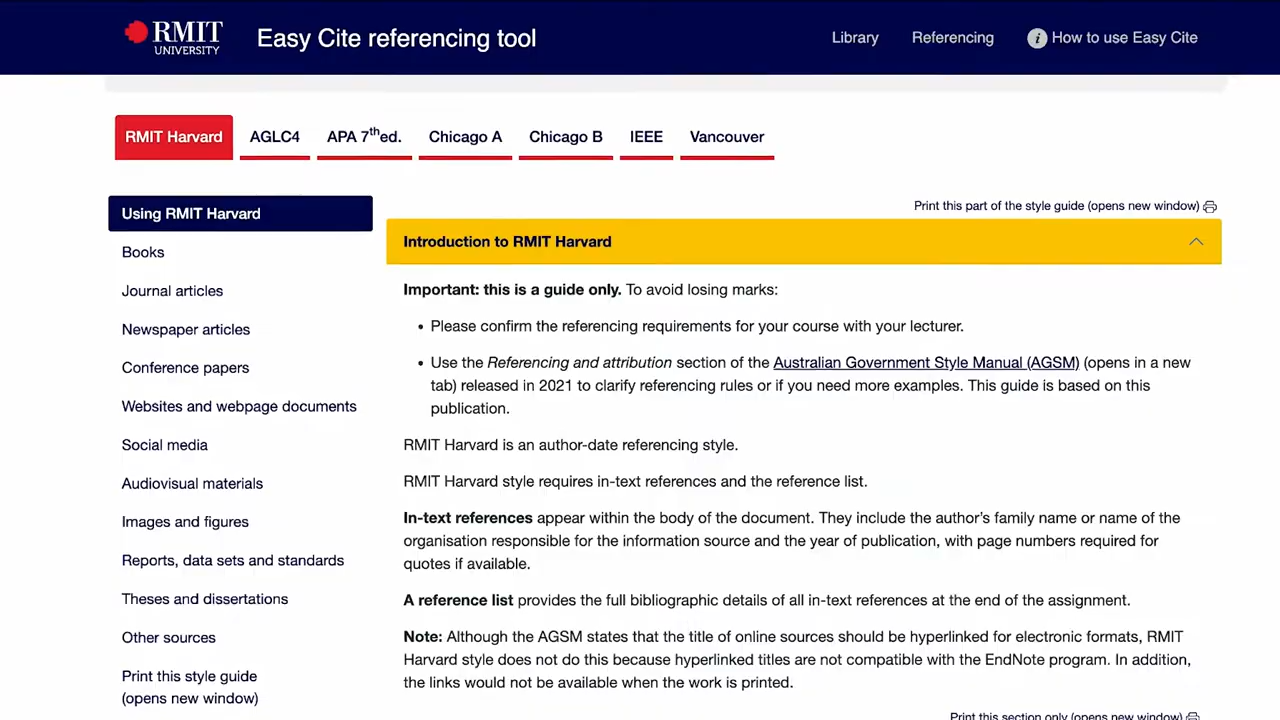 RMIT
UNIVERSITY
Easy Cite referencing tool
Library
Referencing
i How to use Easy Cite
RMIT Harvard
AGLC4
APA 7th ed.
Chicago A
Chicago B
IEEE
Vancouver
Using RMIT Harvard
Books
Journal articles
Newspaper articles
Conference papers
Websites and webpage documents
Social media
Audiovisual materials
Images and figures
Reports, data sets and standards
Theses and dissertations
Other sources
Print this style guide
(opens new window)
Print this part of the style guide (opens new window)
Introduction to RMIT Harvard
Important: this is a guide only. To avoid losing marks:
• Please confirm the referencing requirements for your course with your lecturer.
• Use the Referencing and attribution section of the Australian Government Style Manual (AGSM) (opens in a new
tab) released in 2021 to clarify referencing rules or if you need more examples. This guide is based on this
publication.
RMIT Harvard is an author-date referencing style.
RMIT Harvard style requires in-text references and the reference list.
In-text references appear within the body of the document. They include the author's family name or name of the
organisation responsible for the information source and the year of publication, with page numbers required for
quotes if available.
A reference list provides the full bibliographic details of all in-text references at the end of the assignment.
Note: Although the AGSM states that the title of online sources should be hyperlinked for electronic formats, RMIT
Harvard style does not do this because hyperlinked titles are not compatible with the EndNote program. In addition,
the links would not be available when the work is printed.
Print this section only (opens new window)